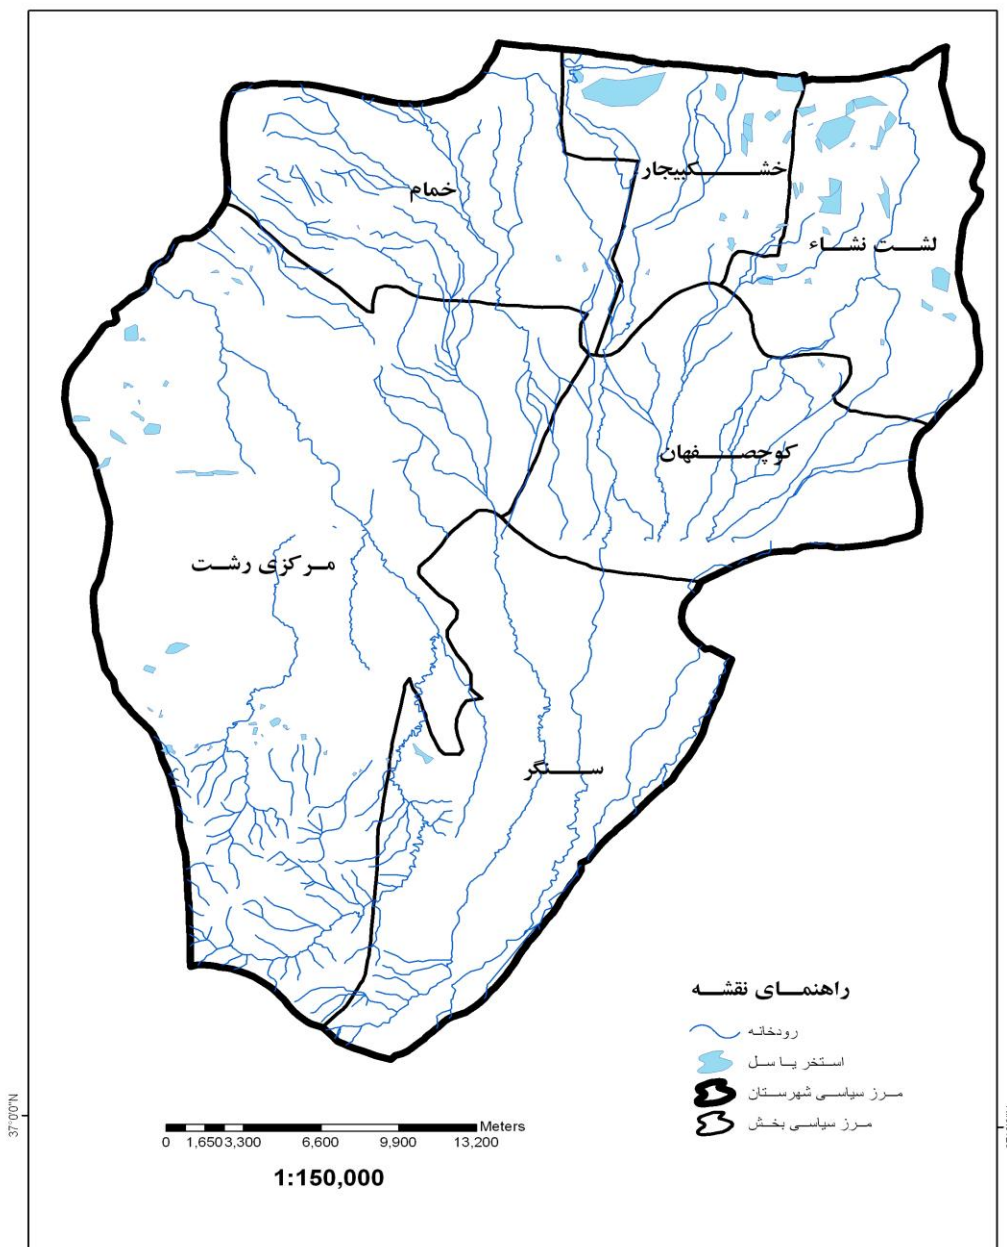 خشکبیجار
خمام
لشت نشاء
کوچصفهان
مرکزی رشت
سنگر
راهنمای نقشه
رودخانه
استخر یا سل
مرز سیاسی شهرستان
مرز سیاسی بخش
37°0'0"N
Meters
0 1,650 3,300 6,600 9,900 13,200
1:150,000